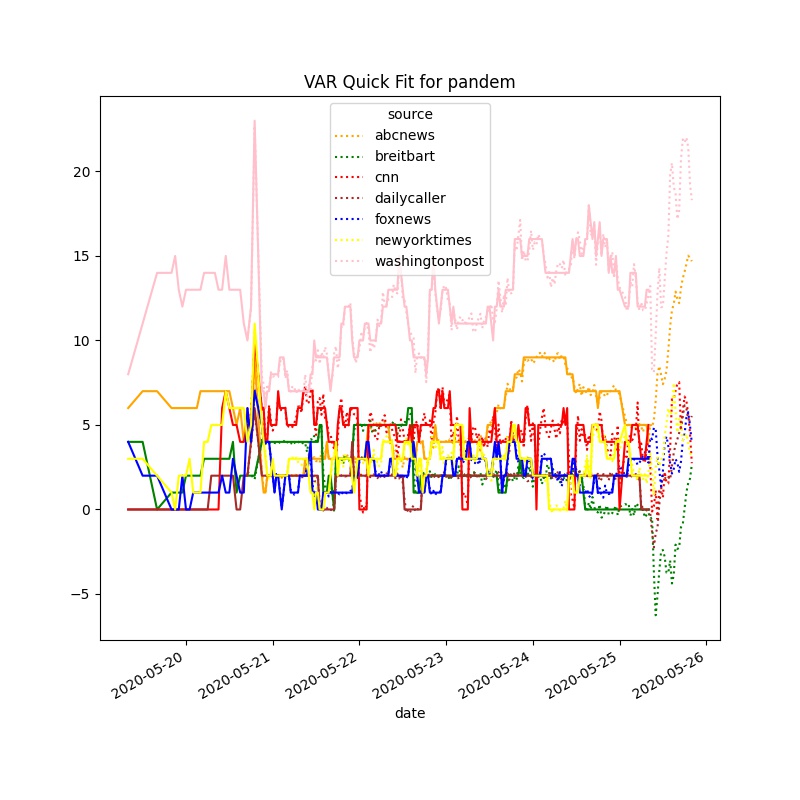 VAR Quick Fit for pandem
source
abcnews
breitbart
cnn
dailycaller
foxnews
newyorktimes
washingtonpost
20
15
10
5
0
−5
2020-05-20
2020-05-21
2020-05-22
2020-05-23
2020-05-24
2020-05-25
2020-05-26
date